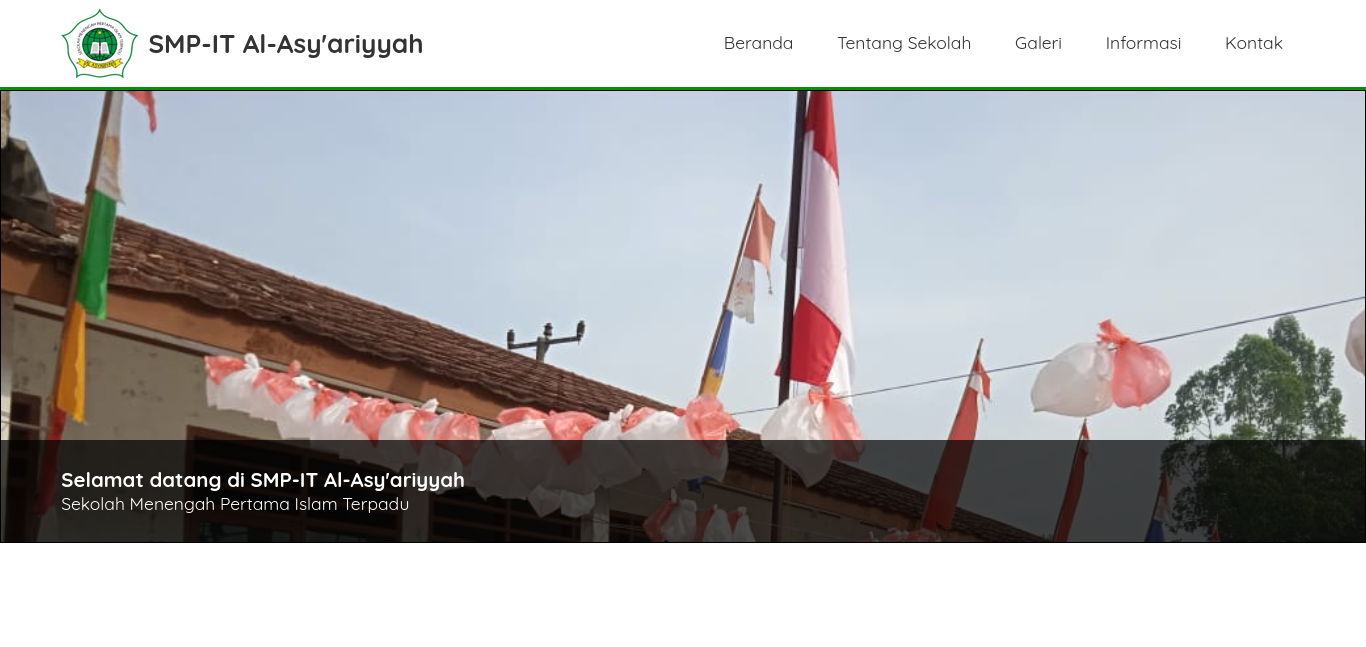 SMP-IT Al-Asy'ariyyah
Beranda
Tentang Sekolah
Galeri
Informasi
Kontak
Selamat datang di SMP-IT Al-Asy'ariyyah
Sekolah Menengah Pertama Islam Terpadu